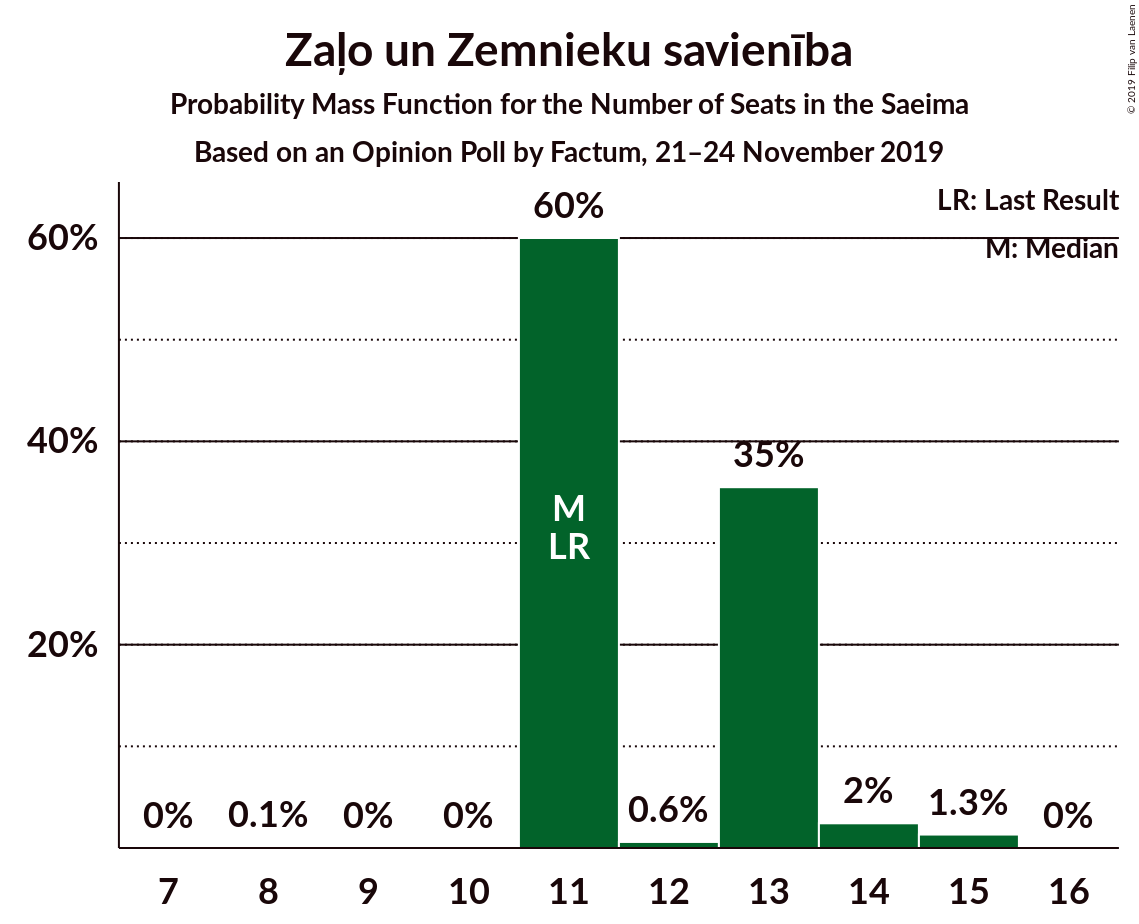 Zaļo un Zemnieku savienība
Probability Mass Function for the Number of Seats in the Saeima
Based on an Opinion Poll by Factum, 21–24 November 2019
© 2019 Filip van Laenen
LR: Last Result
M: Median
60%
40%
20%
0%
0.1%
0%
0%
60%
M
LR
0.6%
35%
2%
1.3%
0%
7 8 9 10 11 12 13 14 15 16